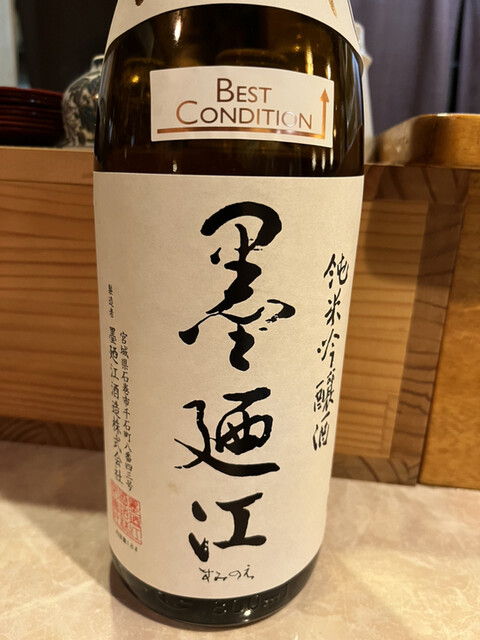 BEST
CONDITION
純米吟醸酒
墨廼江
すみのえ
製造者
宮城県石巻市千石町八番四三号
墨廼江酒造株式会社